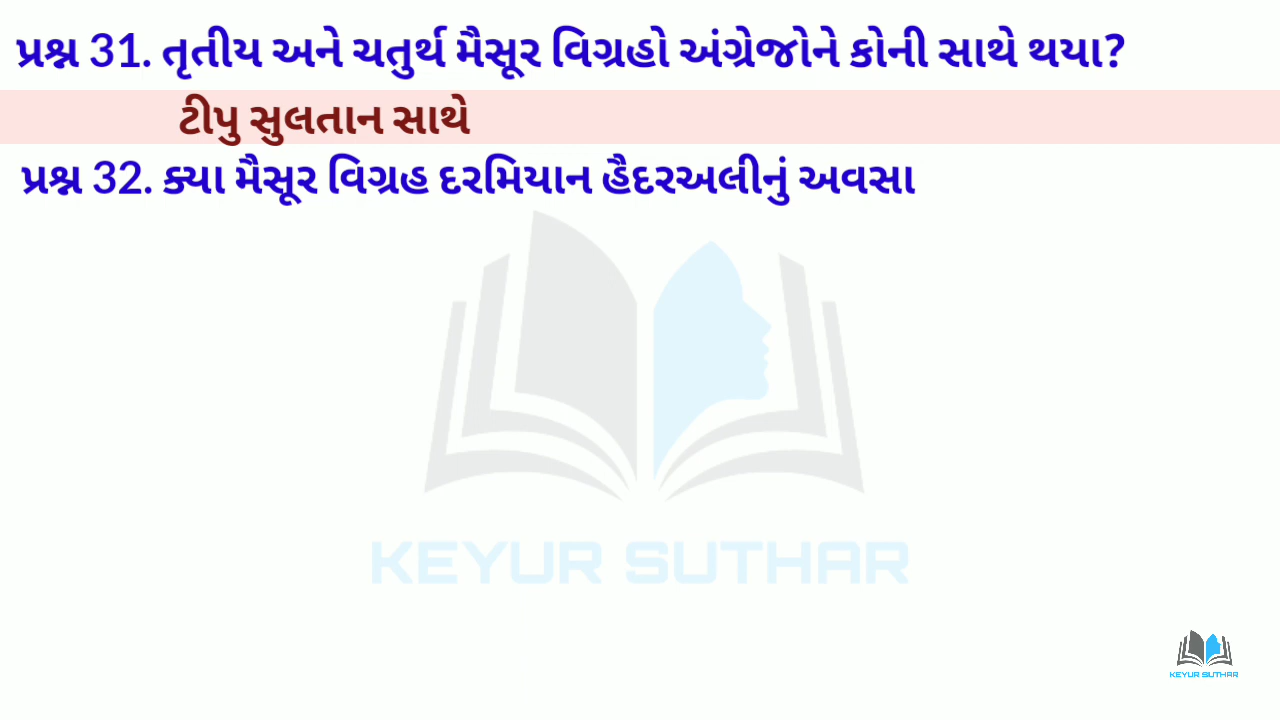 પ્રશ્ન 31. તૃતીય અને ચતુર્થ મૈસૂર વિગ્રહો અંગ્રેજોને કોની સાથે થયા?
ટીપુ સુલતાન સાથે
પ્રશ્ન 32. ક્યા મૈસૂર વિગ્રહ દરમિયાન હૈદરઅલીનું અવસા
KEYUR SUTHAR
KEYUR SUTHAR